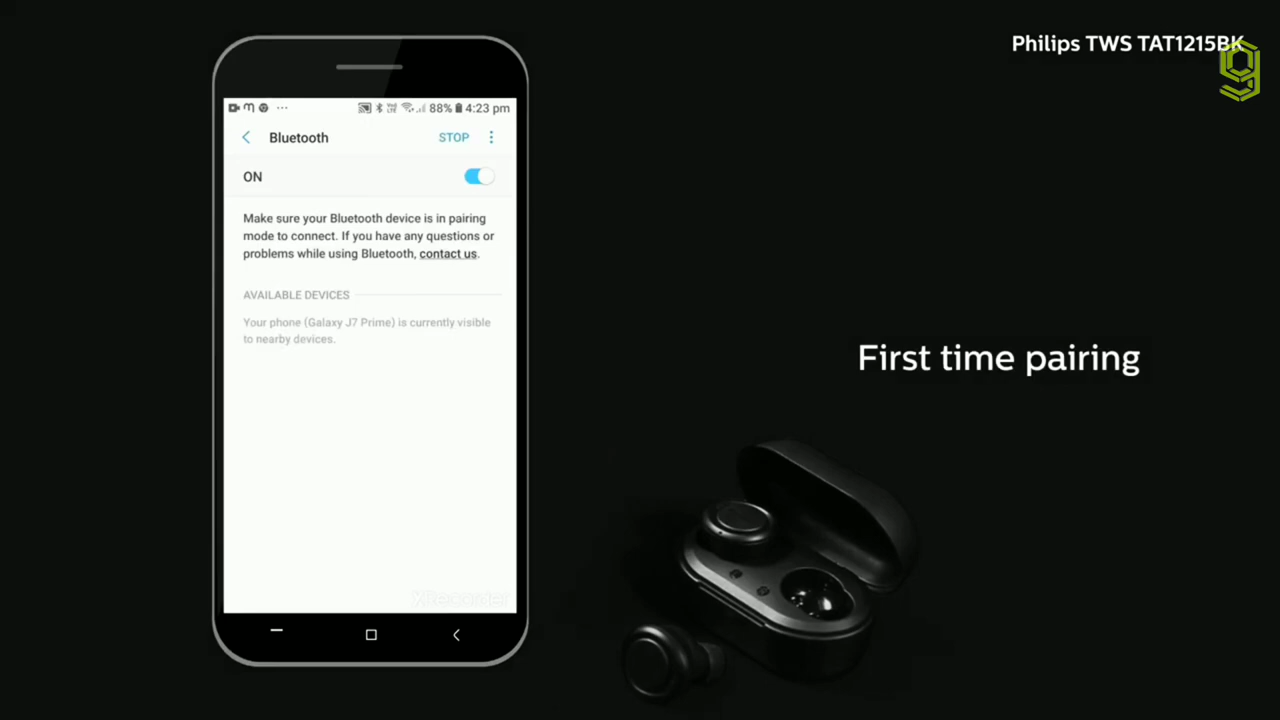 Philips TWS TAT1215BK
88% 4:23 pm
Bluetooth STOP
ON
Make sure your Bluetooth device is in pairing
mode to connect. If you have any questions or
problems while using Bluetooth, contact us.
AVAILABLE DEVICES
Your phone (Galaxy J7 Prime) is currently visible
to nearby devices.
First time pairing
XRecorder